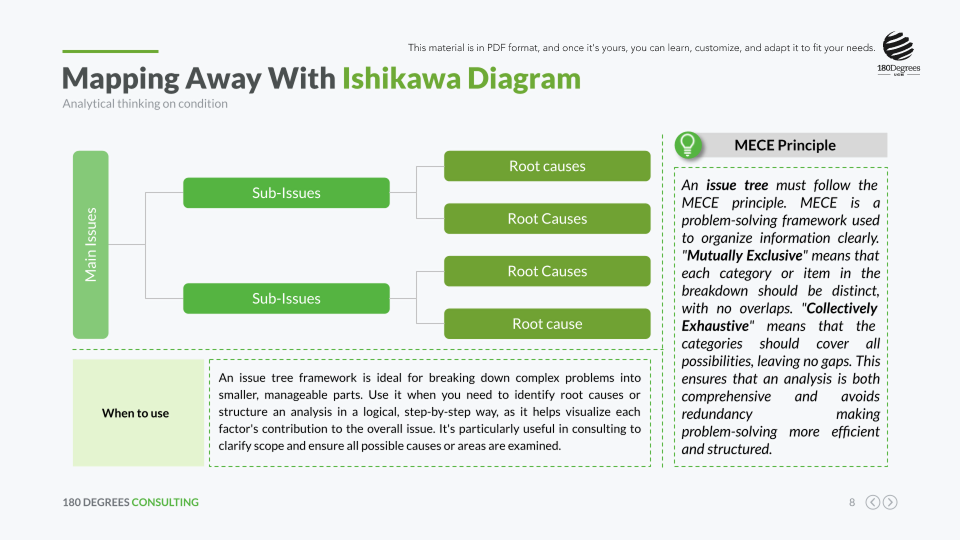 This material is in PDF format, and once it's yours, you can learn, customize, and adapt it to fit your needs.
180Degrees
Mapping Away With Ishikawa Diagram
Analytical thinking on condition
Main Issues
Sub-Issues
Sub-Issues
Root causes
Root Causes
Root Causes
Root cause
MECE Principle
An issue tree must follow the
MECE principle. MECE is a
problem-solving framework used
to organize information clearly.
"Mutually Exclusive" means that
each category or item in the
breakdown should be distinct,
with no overlaps. "Collectively
Exhaustive" means that the
categories should cover all
possibilities, leaving no gaps. This
ensures that an analysis is both
comprehensive and avoids
redundancy making
problem-solving more efficient
and structured.
When to use
An issue tree framework is ideal for breaking down complex problems into
smaller, manageable parts. Use it when you need to identify root causes or
structure an analysis in a logical, step-by-step way, as it helps visualize each
factor's contribution to the overall issue. It's particularly useful in consulting to
clarify scope and ensure all possible causes or areas are examined.
180 DEGREES CONSULTING
8